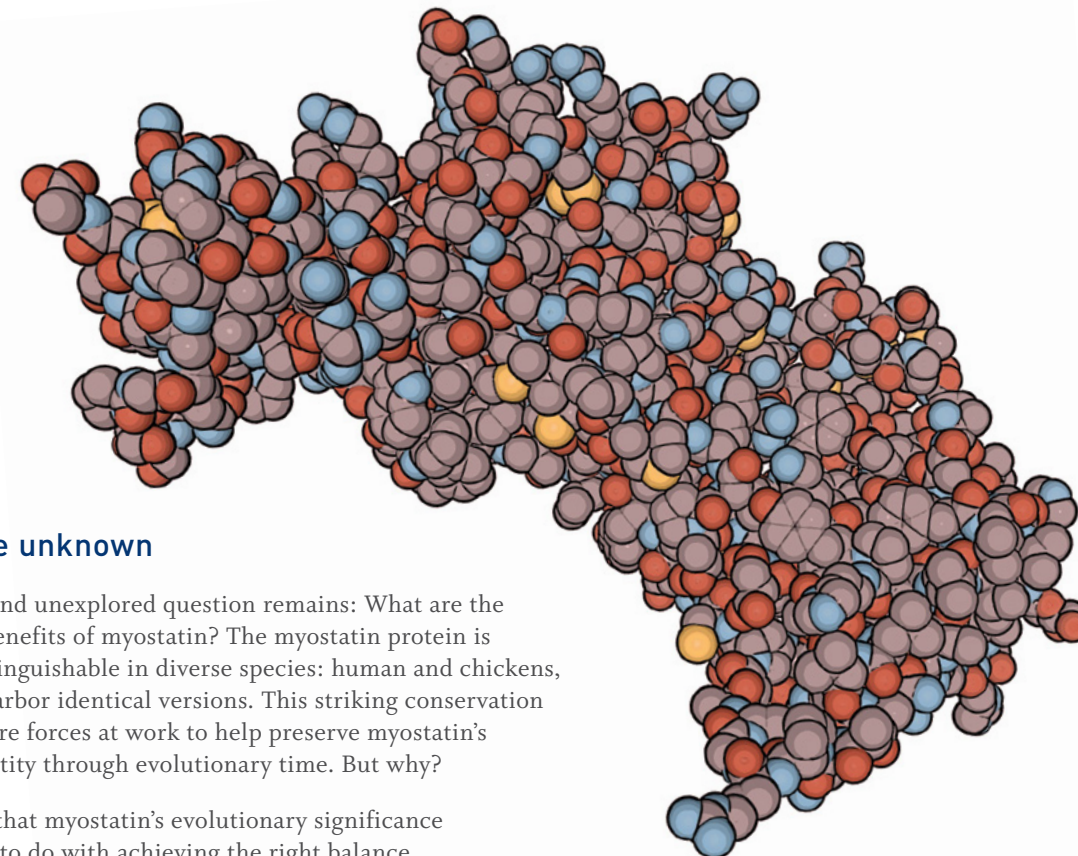 e unknown
nd unexplored question remains: What are the
enefits of myostatin? The myostatin protein is
inguishable in diverse species: human and chickens,
arbor identical versions. This striking conservation
re forces at work to help preserve myostatin’s
tity through evolutionary time. But why?
that myostatin’s evolutionary significance
to do with achieving the right balance